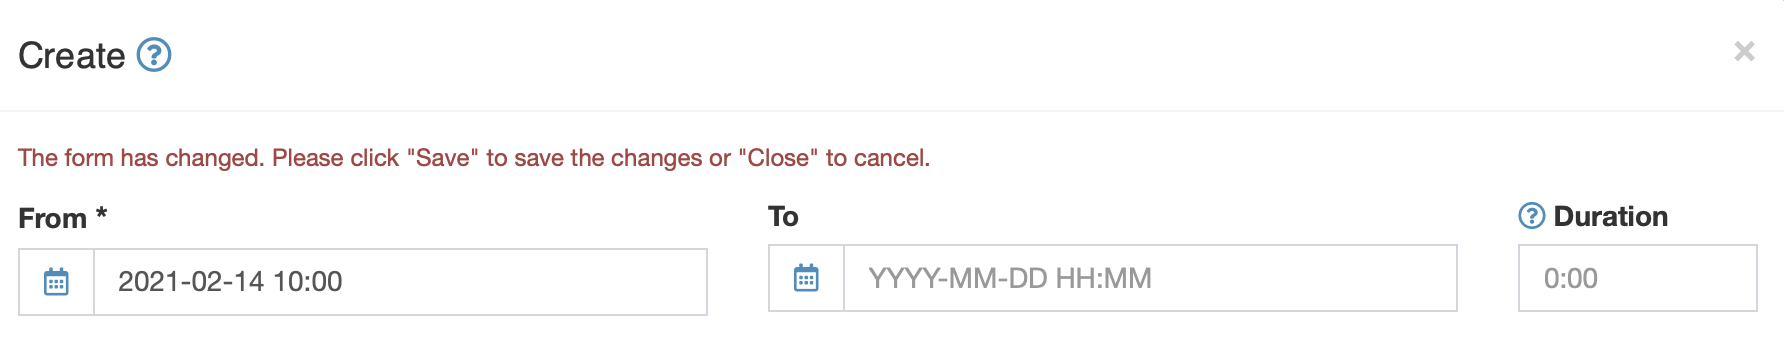 Create ?
×
The form has changed. Please click "Save" to save the changes or "Close" to cancel.
From *
To
? Duration
2021-02-14 10:00
YYYY-MM-DD HH:MM
0:00